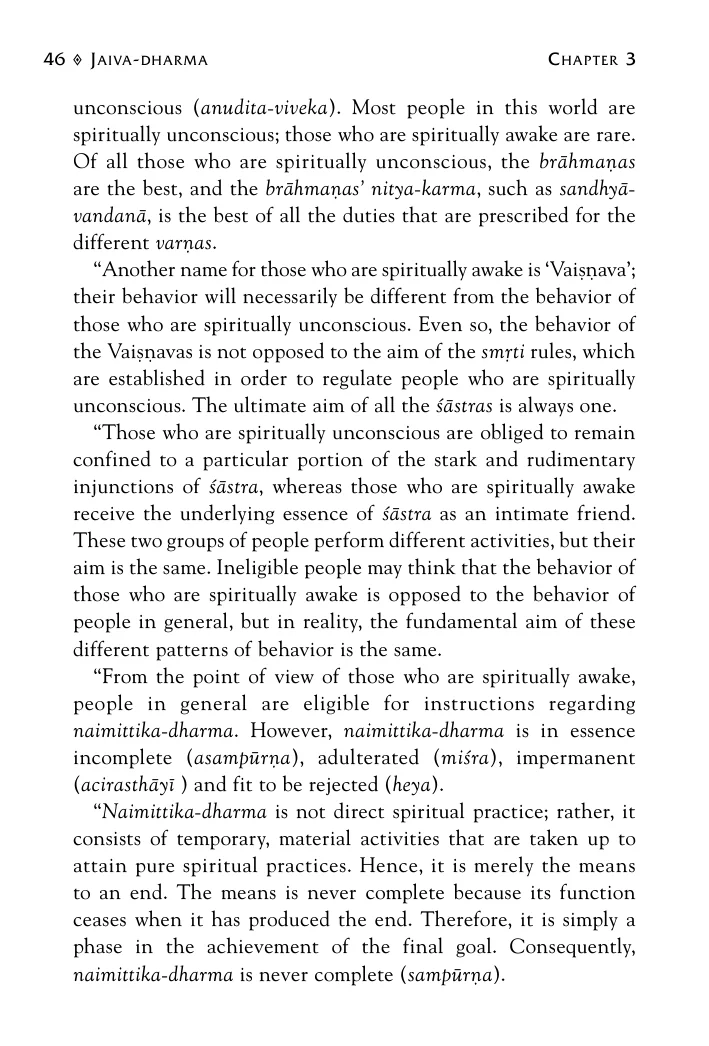 46 ⟡ Jaiva-dharma Chapter 3
unconscious (anudita-viveka). Most people in this world are
spiritually unconscious; those who are spiritually awake are rare.
Of all those who are spiritually unconscious, the brāhmaṇas
are the best, and the brāhmaṇas’ nitya-karma, such as sandhyā-
vandanā, is the best of all the duties that are prescribed for the
different varṇas.
“Another name for those who are spiritually awake is ‘Vaiṣṇava’;
their behavior will necessarily be different from the behavior of
those who are spiritually unconscious. Even so, the behavior of
the Vaiṣṇavas is not opposed to the aim of the smṛti rules, which
are established in order to regulate people who are spiritually
unconscious. The ultimate aim of all the śāstras is always one.
“Those who are spiritually unconscious are obliged to remain
confined to a particular portion of the stark and rudimentary
injunctions of śāstra, whereas those who are spiritually awake
receive the underlying essence of śāstra as an intimate friend.
These two groups of people perform different activities, but their
aim is the same. Ineligible people may think that the behavior of
those who are spiritually awake is opposed to the behavior of
people in general, but in reality, the fundamental aim of these
different patterns of behavior is the same.
“From the point of view of those who are spiritually awake,
people in general are eligible for instructions regarding
naimittika-dharma. However, naimittika-dharma is in essence
incomplete (asampūrṇa), adulterated (miśra), impermanent
(acirasthāyī ) and fit to be rejected (heya).
“Naimittika-dharma is not direct spiritual practice; rather, it
consists of temporary, material activities that are taken up to
attain pure spiritual practices. Hence, it is merely the means
to an end. The means is never complete because its function
ceases when it has produced the end. Therefore, it is simply a
phase in the achievement of the final goal. Consequently,
naimittika-dharma is never complete (sampūrṇa).